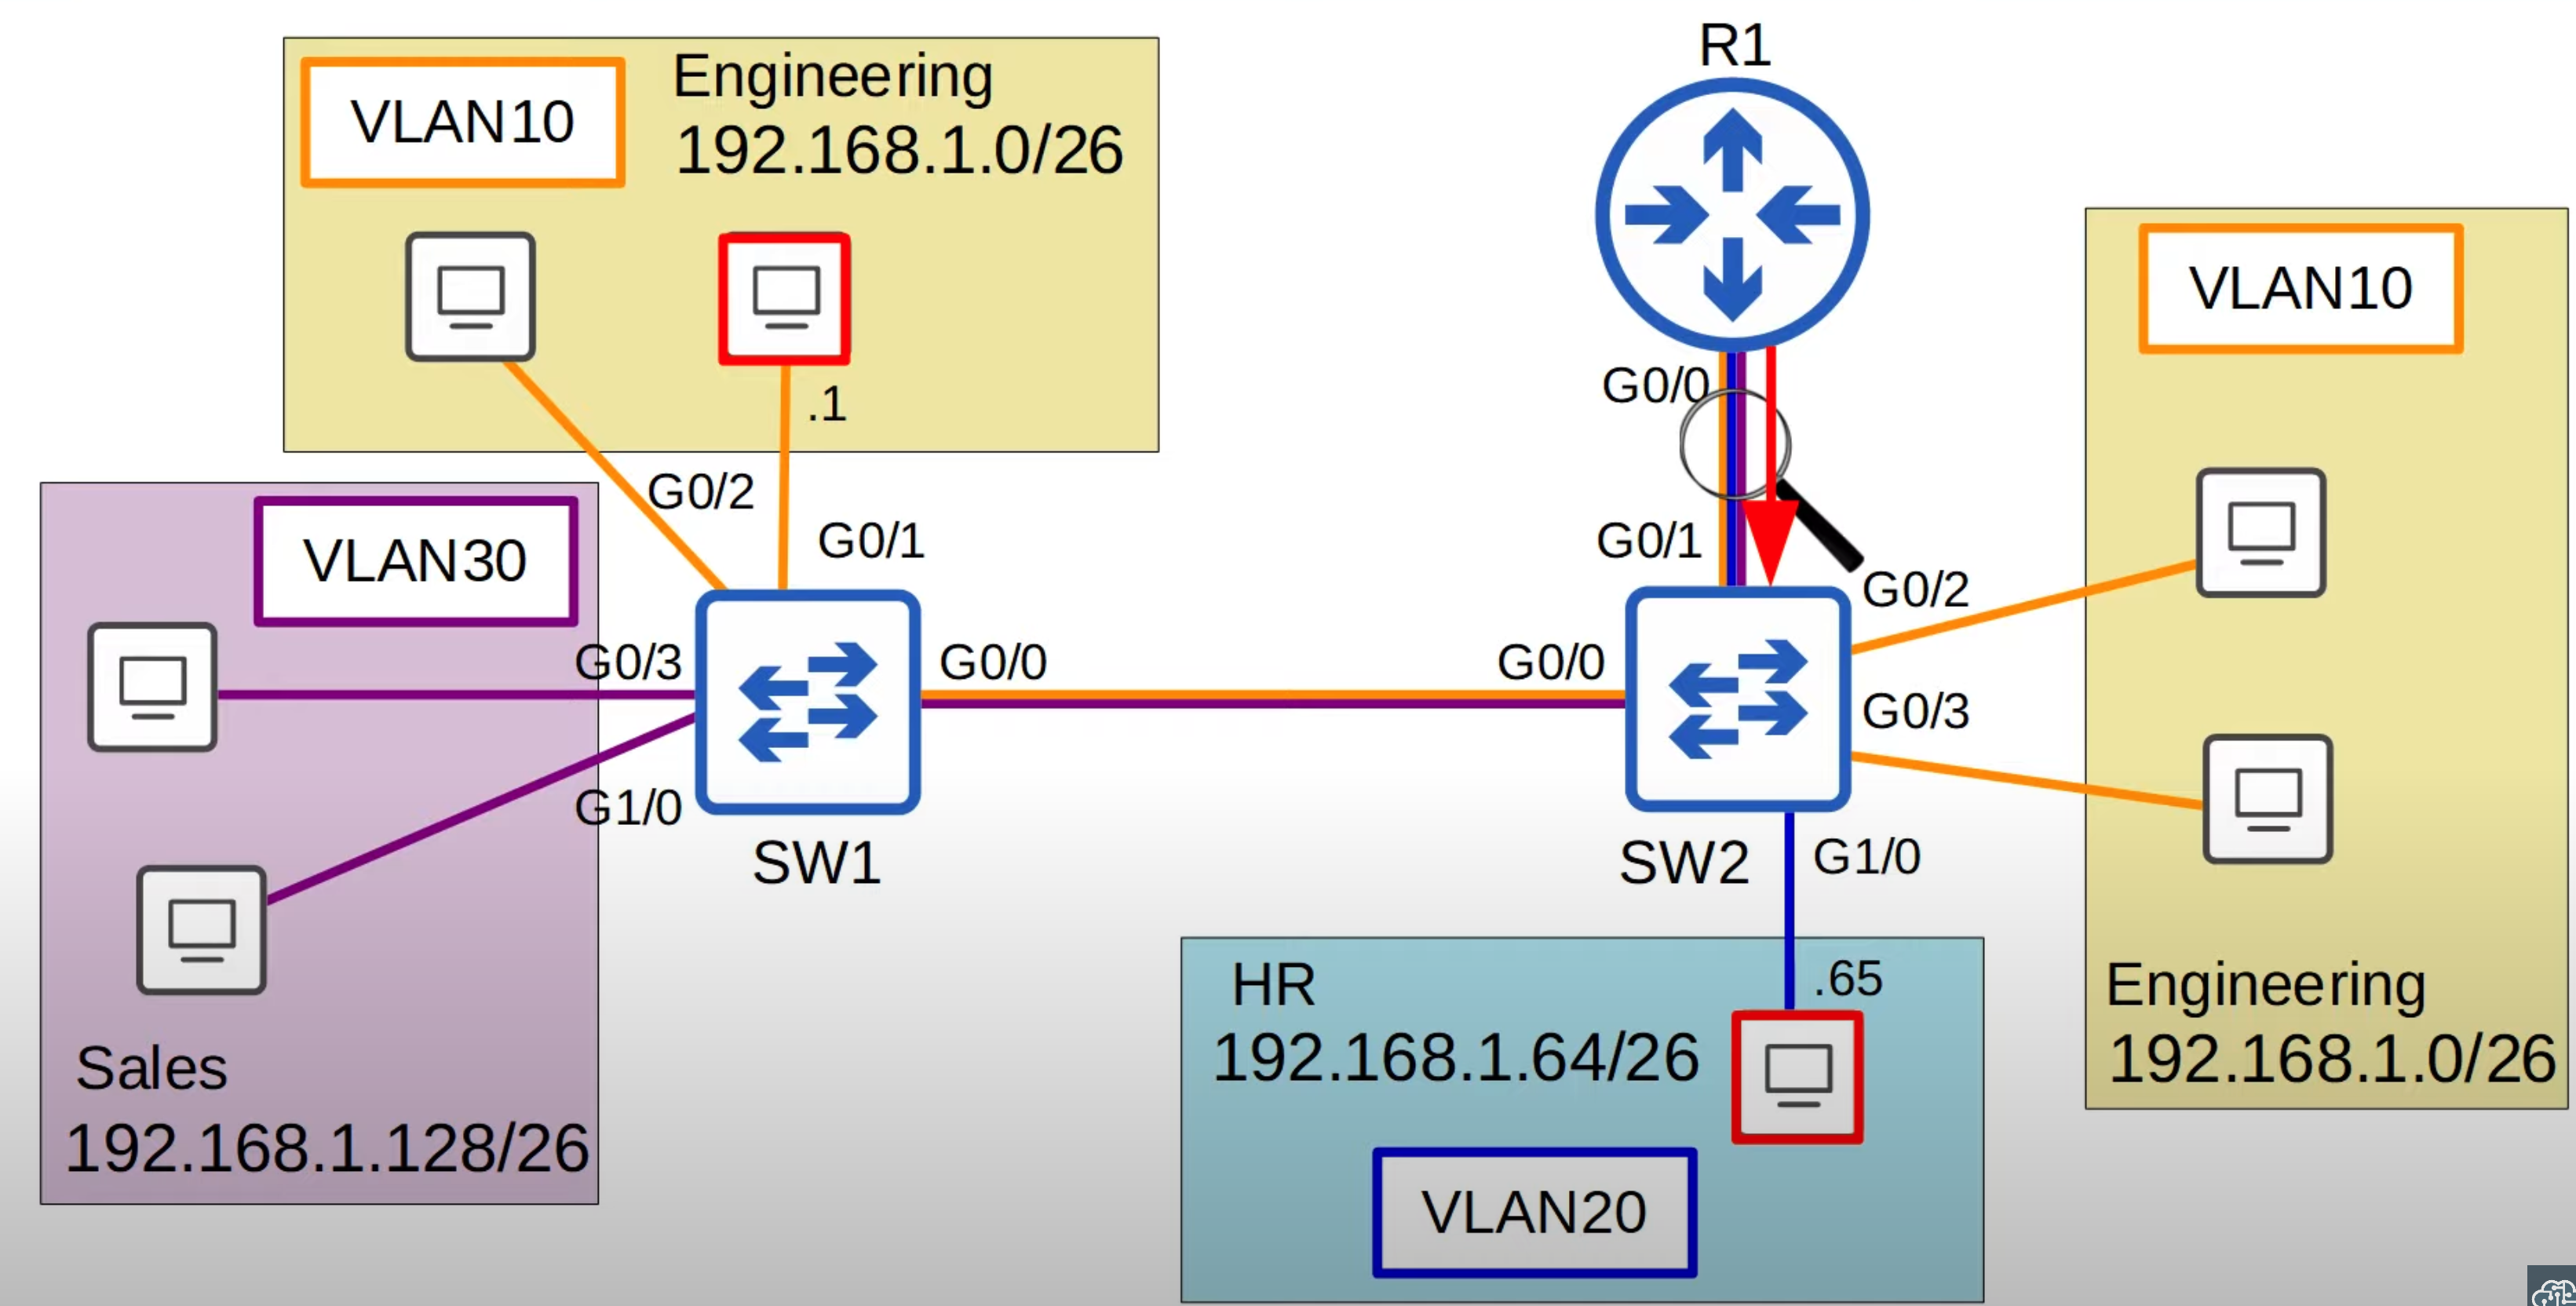 R1
VLAN10
Engineering
192.168.1.0/26
.1
G0/2
G0/1
VLAN30
G0/3
G1/0
Sales
192.168.1.128/26
SW1
G0/0
G0/0
G0/0
G0/1
SW2
G0/2
G0/3
G1/0
VLAN10
Engineering
192.168.1.0/26
HR
192.168.1.64/26
.65
VLAN20